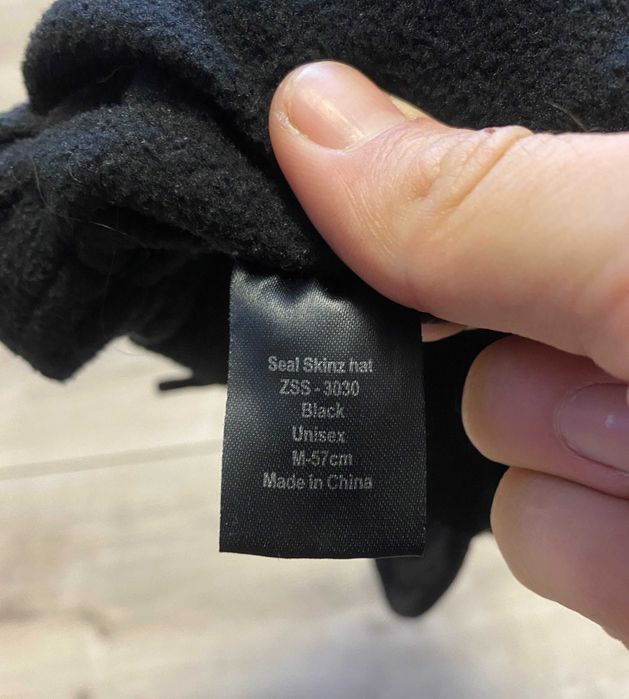 Seal Skinz hat
ZSS - 3030
Black
Unisex
M-57cm
Made in China